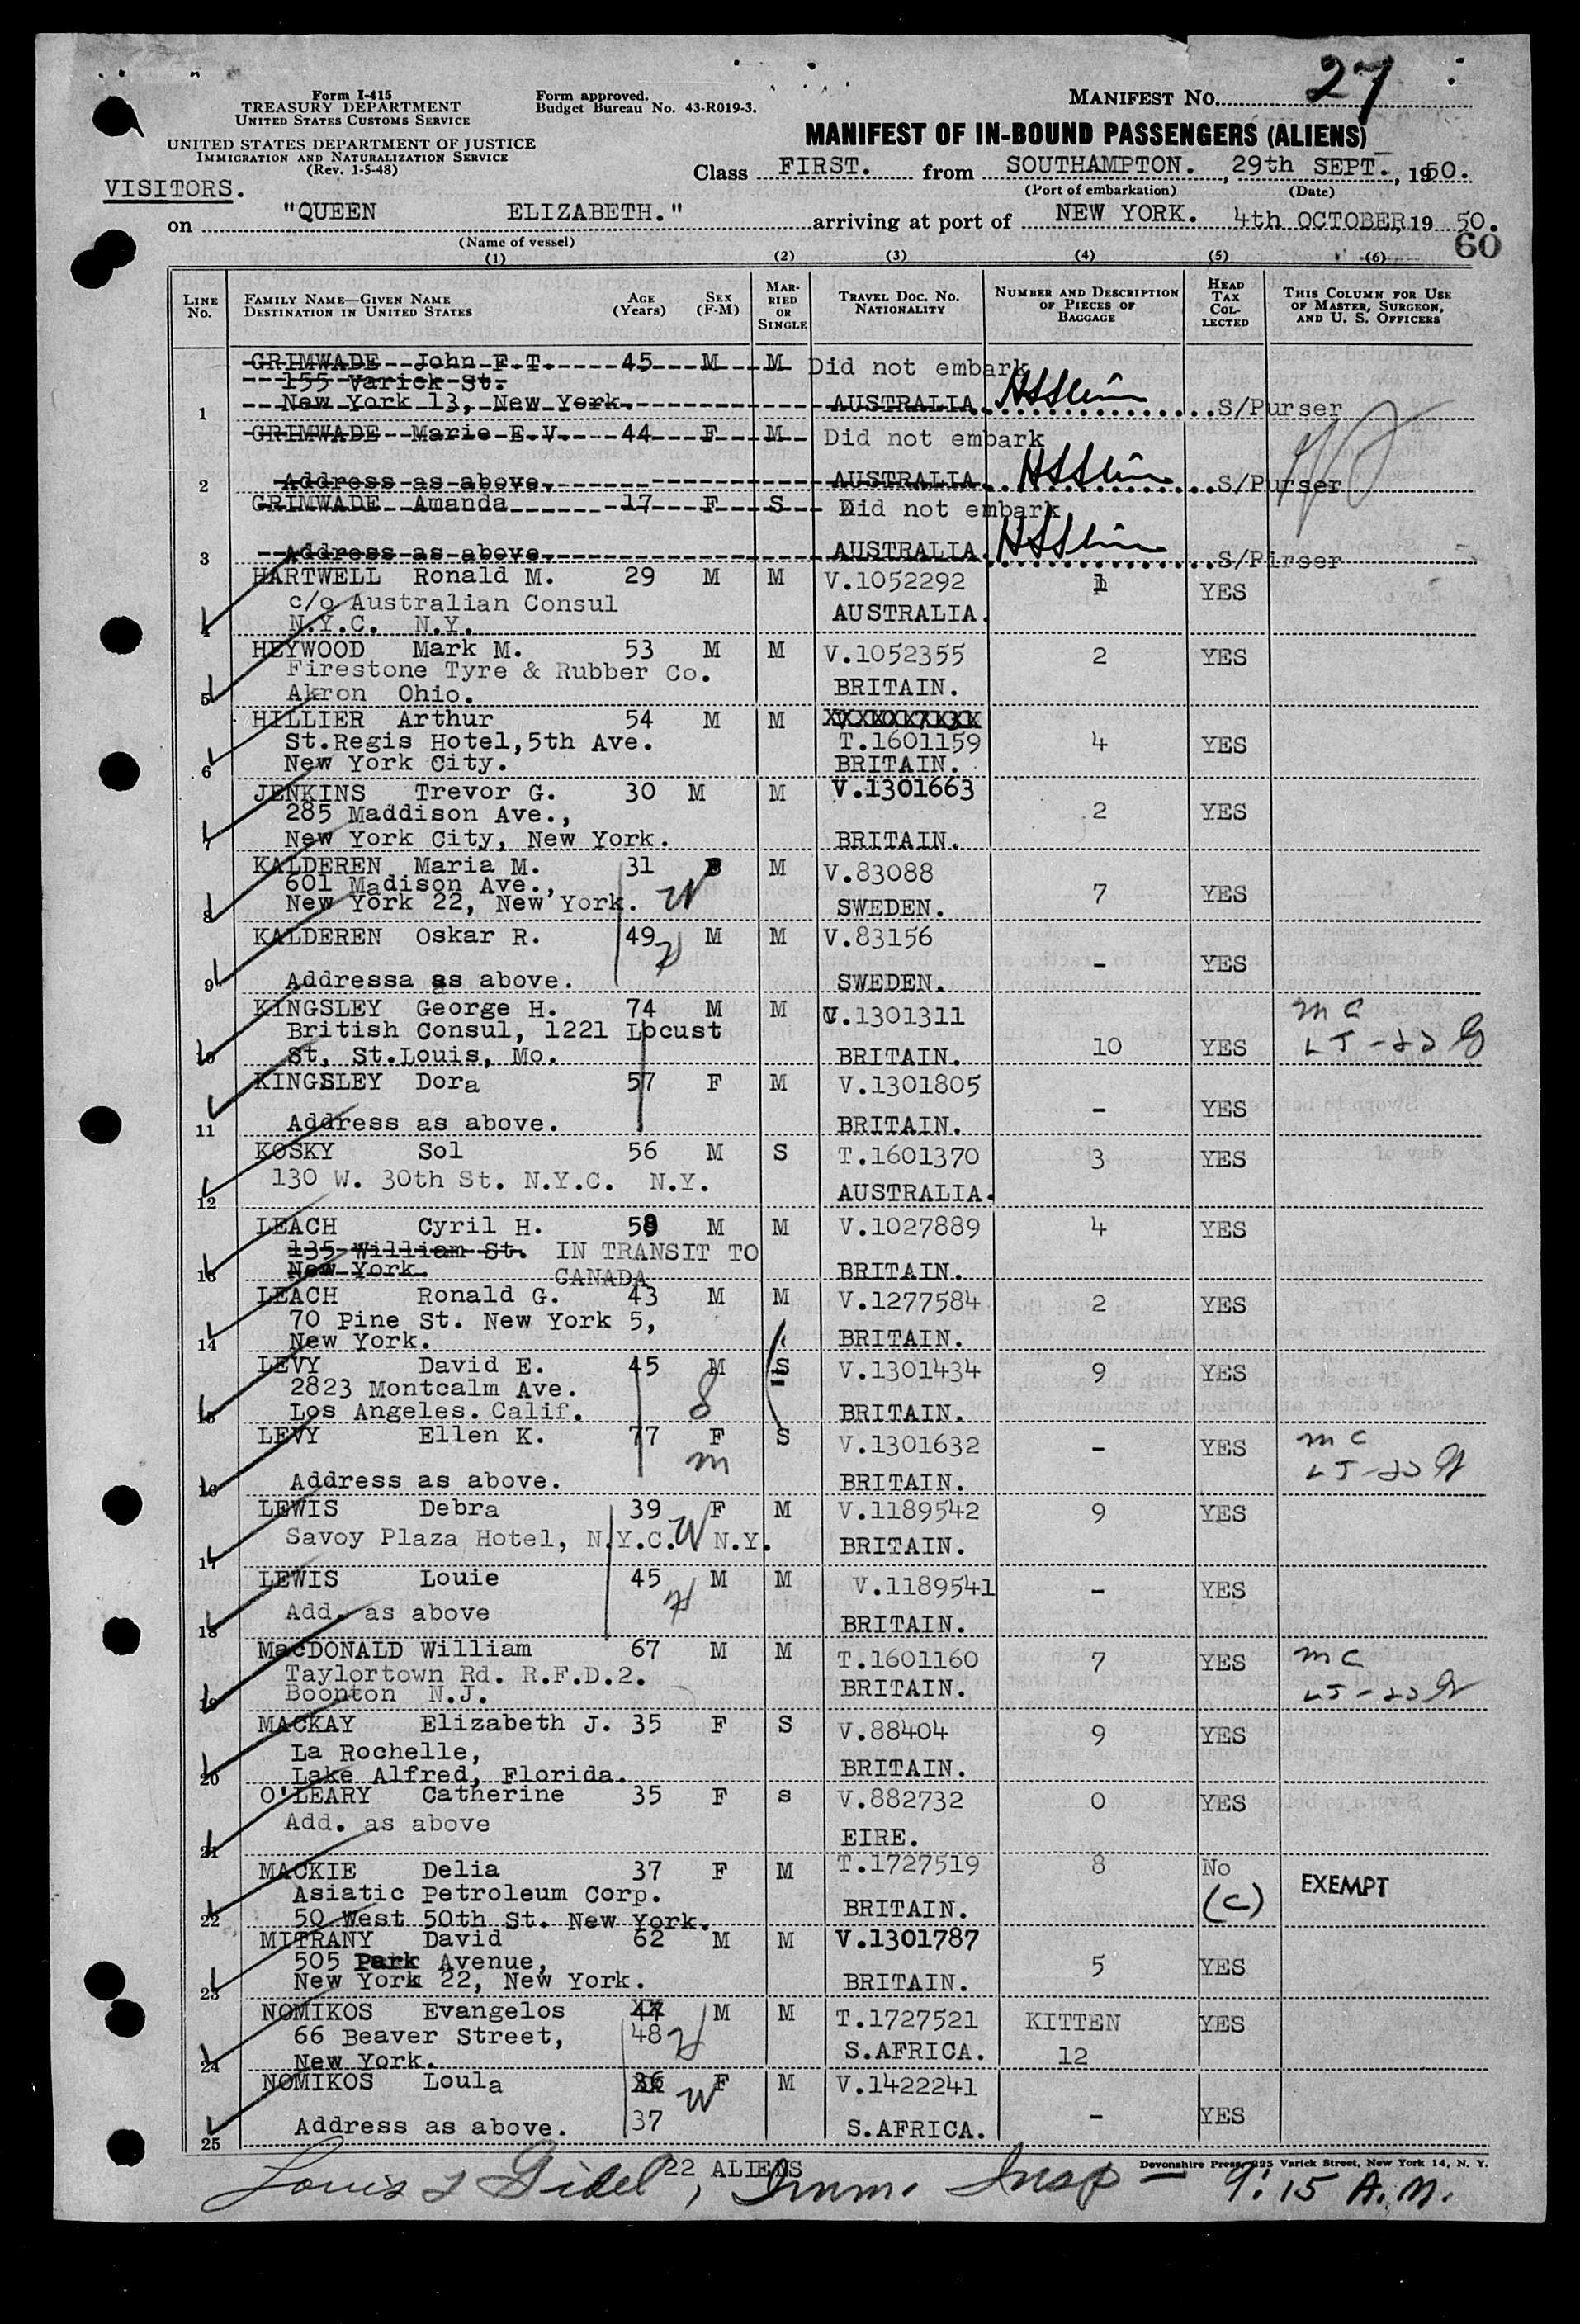 27
Form I-415
TREASURY DEPARTMENT
UNITED STATES CUSTOMS SERVICE
Form approved.
Budget Bureau No. 43-R019-3.
MANIFEST NO.
UNITED STATES DEPARTMENT OF JUSTICE
IMMIGRATION AND NATURALIZATION SERVICE
(Rev. 1-5-48)
MANIFEST OF IN-BOUND PASSENGERS (ALIENS)
Class FIRST. from SOUTHAMPTON. , 29th SEPT. , 1950.
(Port of embarkation) (Date)
VISITORS.
on "QUEEN ELIZABETH." arriving at port of NEW YORK. 4th OCTOBER 19 50.
(Name of vessel)
60
(1) (2) (3) (4) (5) (6)
LINE No. FAMILY NAME—GIVEN NAME DESTINATION IN UNITED STATES AGE (Years) SEX (F-M) MARRIED OR SINGLE TRAVEL DOC. NO. NATIONALITY NUMBER AND DESCRIPTION OF PIECES OF BAGGAGE HEAD TAX COLLECTED THIS COLUMN FOR USE OF MASTER, SURGEON, AND U. S. OFFICERS
GRIMWADE John F.T. 45 M M Did not embark
155 Varick St.
1 New York 13, New York. AUSTRALIA. S/Purser
GRIMWADE Marie E.V. 44 F M Did not embark
2 Address as above. AUSTRALIA. S/Purser
GRIMWADE Amanda 17 F S Did not embark
3 Address as above. AUSTRALIA. S/Pirser
HARTWELL Ronald M. 29 M M V.1052292 1 YES
c/o Australian Consul
4 N.Y.C. N.Y. AUSTRALIA.
HEYWOOD Mark M. 53 M M V.1052355 2 YES
Firestone Tyre & Rubber Co.
5 Akron Ohio. BRITAIN.
HILLIER Arthur 54 M M
St.Regis Hotel,5th Ave. T.1601159 4 YES
6 New York City. BRITAIN.
JENKINS Trevor G. 30 M M V.1301663
285 Maddison Ave., 2 YES
7 New York City, New York. BRITAIN.
KALDEREN Maria M. 31 M V.83088
601 Madison Ave., W 7 YES
8 New York 22, New York. SWEDEN.
KALDEREN Oskar R. 49 M M V.83156
9 Addressa as above. H SWEDEN. - YES
KINGSLEY George H. 74 M M V.1301311 m c
British Consul, 1221 Locust
10 St, St.Louis, Mo. BRITAIN. 10 YES
KINGSLEY Dora 57 F M V.1301805
11 Address as above. BRITAIN. - YES
KOSKY Sol 56 M S T.1601370 3 YES
130 W. 30th St. N.Y.C. N.Y.
12 AUSTRALIA.
LEACH Cyril H. 58 M M V.1027889 4 YES
135 William St. IN TRANSIT TO
13 New York. CANADA BRITAIN.
LEACH Ronald G. 43 M M V.1277584 2 YES
70 Pine St. New York 5,
14 New York. BRITAIN.
LEVY David E. 45 M S V.1301434 9 YES
2823 Montcalm Ave.
15 Los Angeles. Calif. BRITAIN.
LEVY Ellen K. 77 F S V.1301632 - YES m c
16 Address as above. m BRITAIN.
LEWIS Debra 39 F M V.1189542 9 YES
Savoy Plaza Hotel, N.Y.C. W N.Y.
17 BRITAIN.
LEWIS Louie 45 M M V.1189541 - YES
18 Add. as above H BRITAIN.
MacDONALD William 67 M M T.1601160 7 YES m c
Taylortown Rd. R.F.D.2.
19 Boonton N.J. BRITAIN.
MACKAY Elizabeth J. 35 F S V.88404 9 YES
La Rochelle,
20 Lake Alfred, Florida. BRITAIN.
O'LEARY Catherine 35 F s V.882732 0 YES
21 Add. as above EIRE.
MACKIE Delia 37 F M T.1727519 8 No EXEMPT
Asiatic Petroleum Corp. (C)
22 50 West 50th St. New York. BRITAIN.
MITRANY David 62 M M V.1301787
505 Park Avenue, 5 YES
23 New York 22, New York. BRITAIN.
NOMIKOS Evangelos 47 M M T.1727521 KITTEN YES
66 Beaver Street, 48 H
24 New York. S.AFRICA. 12
NOMIKOS Loula 36 F M V.1422241
25 Address as above. 37 W S.AFRICA. - YES
22 ALIENS
Devonshire Press, 225 Varick Street, New York 14, N. Y.
Louis Gidel, Imm. Insp — 9:15 A.M.